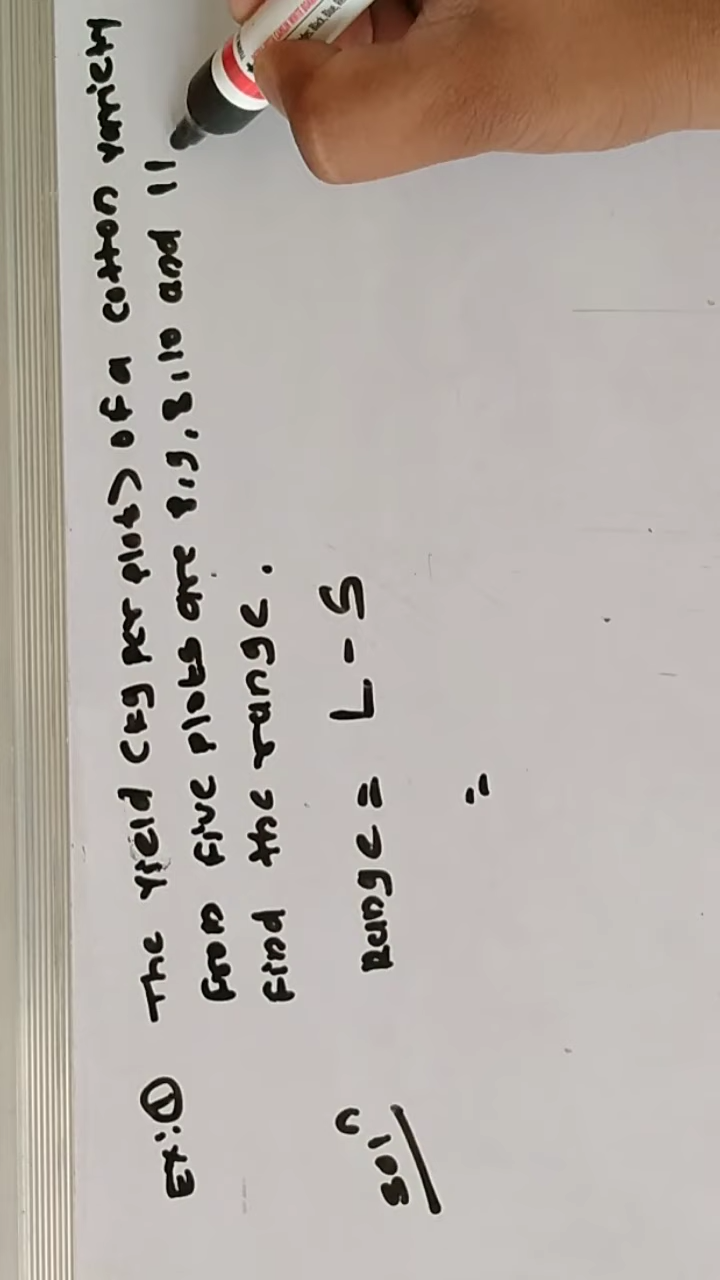 Ex:① The yield (kg per plot) of a cotton variety
from five plots are 8,9,8,10 and 11
Find the range.
Soln Range = L - S
=